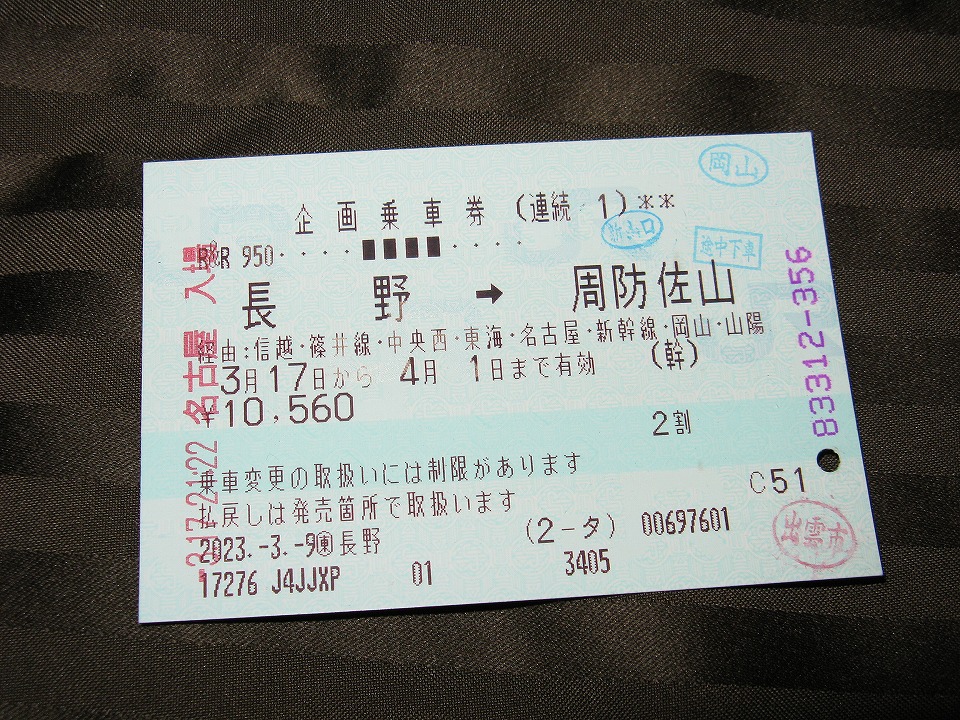 岡山
企画乗車券 (連続 1)**
途中下車
R&R 950・・・・■■■■・・・・
長野 → 周防佐山
経由:信越・篠井線・中央西・東海・名古屋・新幹線・岡山・山陽
3月17日から 4月 1日まで有効 (幹)
¥10,560
2割
乗車変更の取扱いには制限があります
払戻しは発売箇所で取扱います
C51
2023.-3.-9㊍長野 (2-タ) 00697601
17276 J4JJXP 01 3405
出雲市
名古屋 入場
83312-356